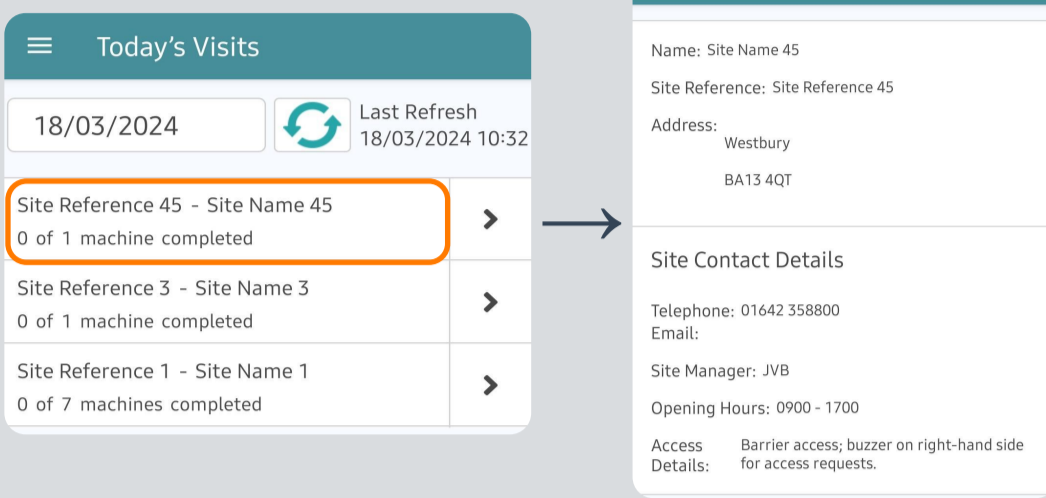 Today's Visits
18/03/2024
Last Refresh
18/03/2024 10:32
Site Reference 45 - Site Name 45
0 of 1 machine completed
Site Reference 3 - Site Name 3
0 of 1 machine completed
Site Reference 1 - Site Name 1
0 of 7 machines completed
Name: Site Name 45
Site Reference: Site Reference 45
Address:
Westbury
BA13 4QT
Site Contact Details
Telephone: 01642 358800
Email:
Site Manager: JVB
Opening Hours: 0900 - 1700
Access Details: Barrier access; buzzer on right-hand side
for access requests.